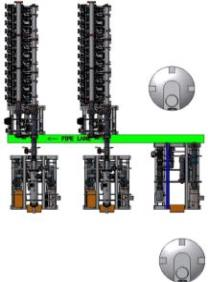 <-- PIPE LANE